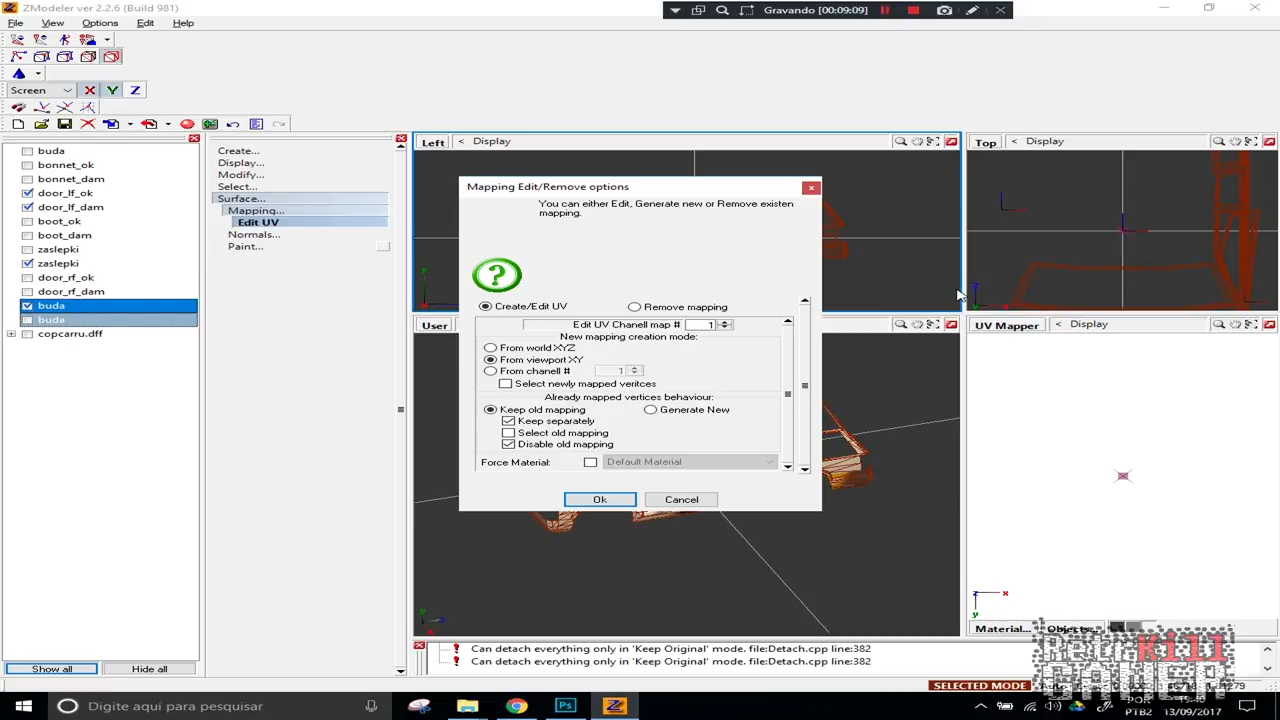 ZModeler ver 2.2.6 (Build 981)
Gravando [00:09:09]
File View Options Edit Help
Screen X Y Z
buda
bonnet_ok
bonnet_dam
door_lf_ok
door_lf_dam
boot_ok
boot_dam
zaslepki
zaslepki
door_rf_ok
door_rf_dam
buda
buda
copcarru.dff
Show all Hide all
Create...
Display...
Modify...
Select...
Surface...
Mapping...
Edit UV
Normals...
Paint...
Left < Display
Top < Display
User
UV Mapper < Display
Mapping Edit/Remove options
You can either Edit, Generate new or Remove existen
mapping.
Create/Edit UV Remove mapping
Edit UV Chanell map # 1
New mapping creation mode:
From world XYZ
From viewport XY
From chanell # 1
Select newly mapped veritces
Already mapped vertices behaviour:
Keep old mapping Generate New
Keep separately
Select old mapping
Disable old mapping
Force Material: Default Material
Ok Cancel
Material... Objects...
Can detach everything only in 'Keep Original' mode. file:Detach.cpp line:382
Can detach everything only in 'Keep Original' mode. file:Detach.cpp line:382
SELECTED MODE
Kill
Digite aqui para pesquisar
Ps
Z
POR
PTB2
13/09/2017